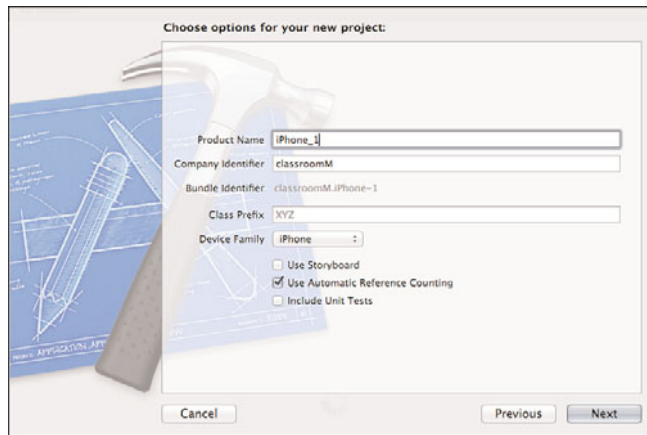 Choose options for your new project:
Product Name iPhone_1
Company Identifier classroomM
Bundle Identifier classroomM.iPhone-1
Class Prefix XYZ
Device Family iPhone
Use Storyboard
Use Automatic Reference Counting
Include Unit Tests
Cancel Previous Next